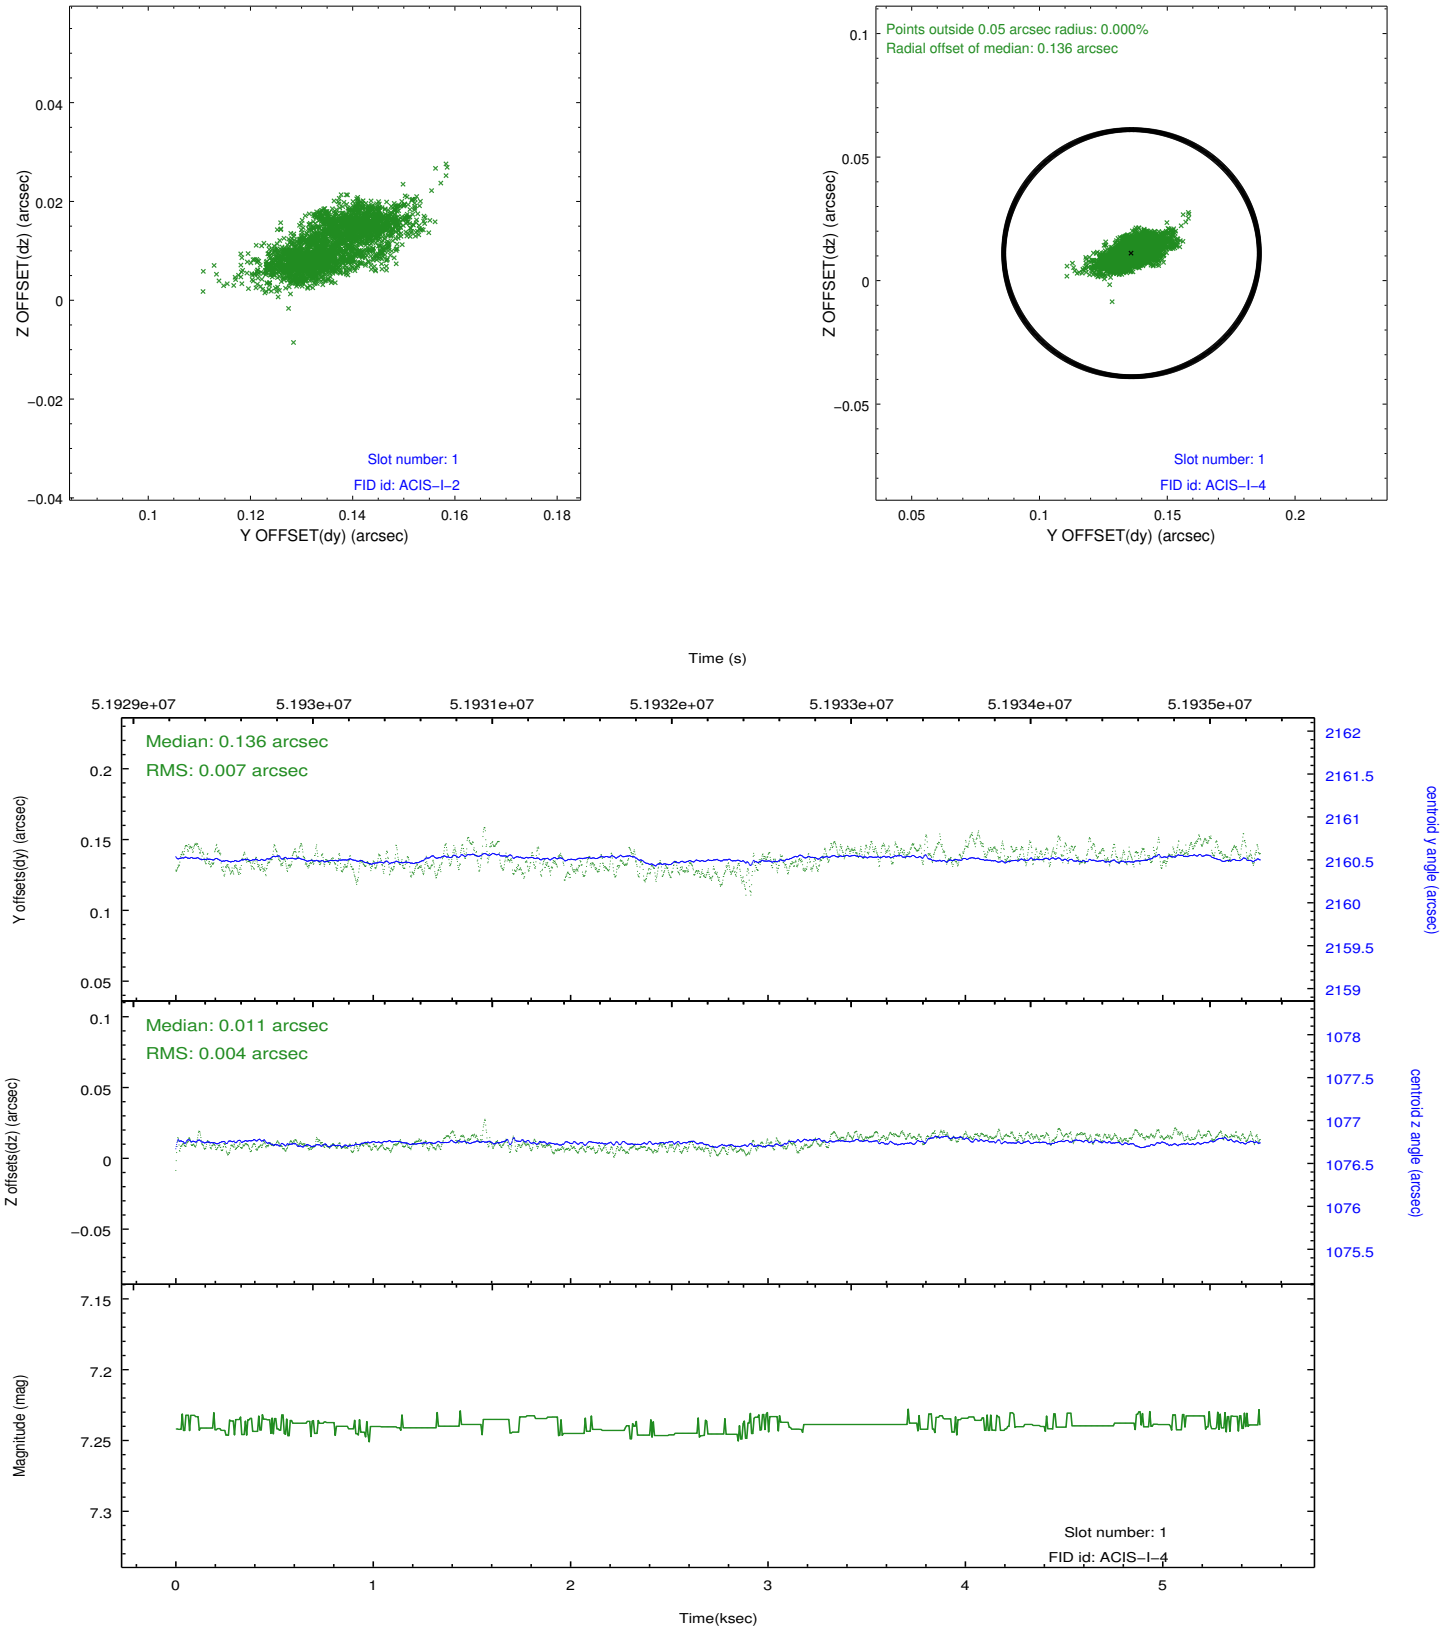 0.04
0.02
0
−0.02
−0.04
Z OFFSET(dz) (arcsec)
Slot number: 1
FID id: ACIS−I−2
0.1
0.12
0.14
0.16
0.18
Y OFFSET(dy) (arcsec)
Points outside 0.05 arcsec radius: 0.000%
Radial offset of median: 0.136 arcsec
0.1
0.05
0
−0.05
Z OFFSET(dz) (arcsec)
Slot number: 1
FID id: ACIS−I−4
0.05
0.1
0.15
0.2
Y OFFSET(dy) (arcsec)
Time (s)
5.1929e+07
5.193e+07
5.1931e+07
5.1932e+07
5.1933e+07
5.1934e+07
5.1935e+07
Median: 0.136 arcsec
RMS: 0.007 arcsec
0.2
0.15
0.1
0.05
Y offsets(dy) (arcsec)
2162
2161.5
2161
2160.5
2160
2159.5
2159
centroid y angle (arcsec)
Median: 0.011 arcsec
RMS: 0.004 arcsec
0.1
0.05
0
−0.05
Z offsets(dz) (arcsec)
1078
1077.5
1077
1076.5
1076
1075.5
centroid z angle (arcsec)
7.15
7.2
7.25
7.3
Magnitude (mag)
Slot number: 1
FID id: ACIS−I−4
0
1
2
3
4
5
Time(ksec)